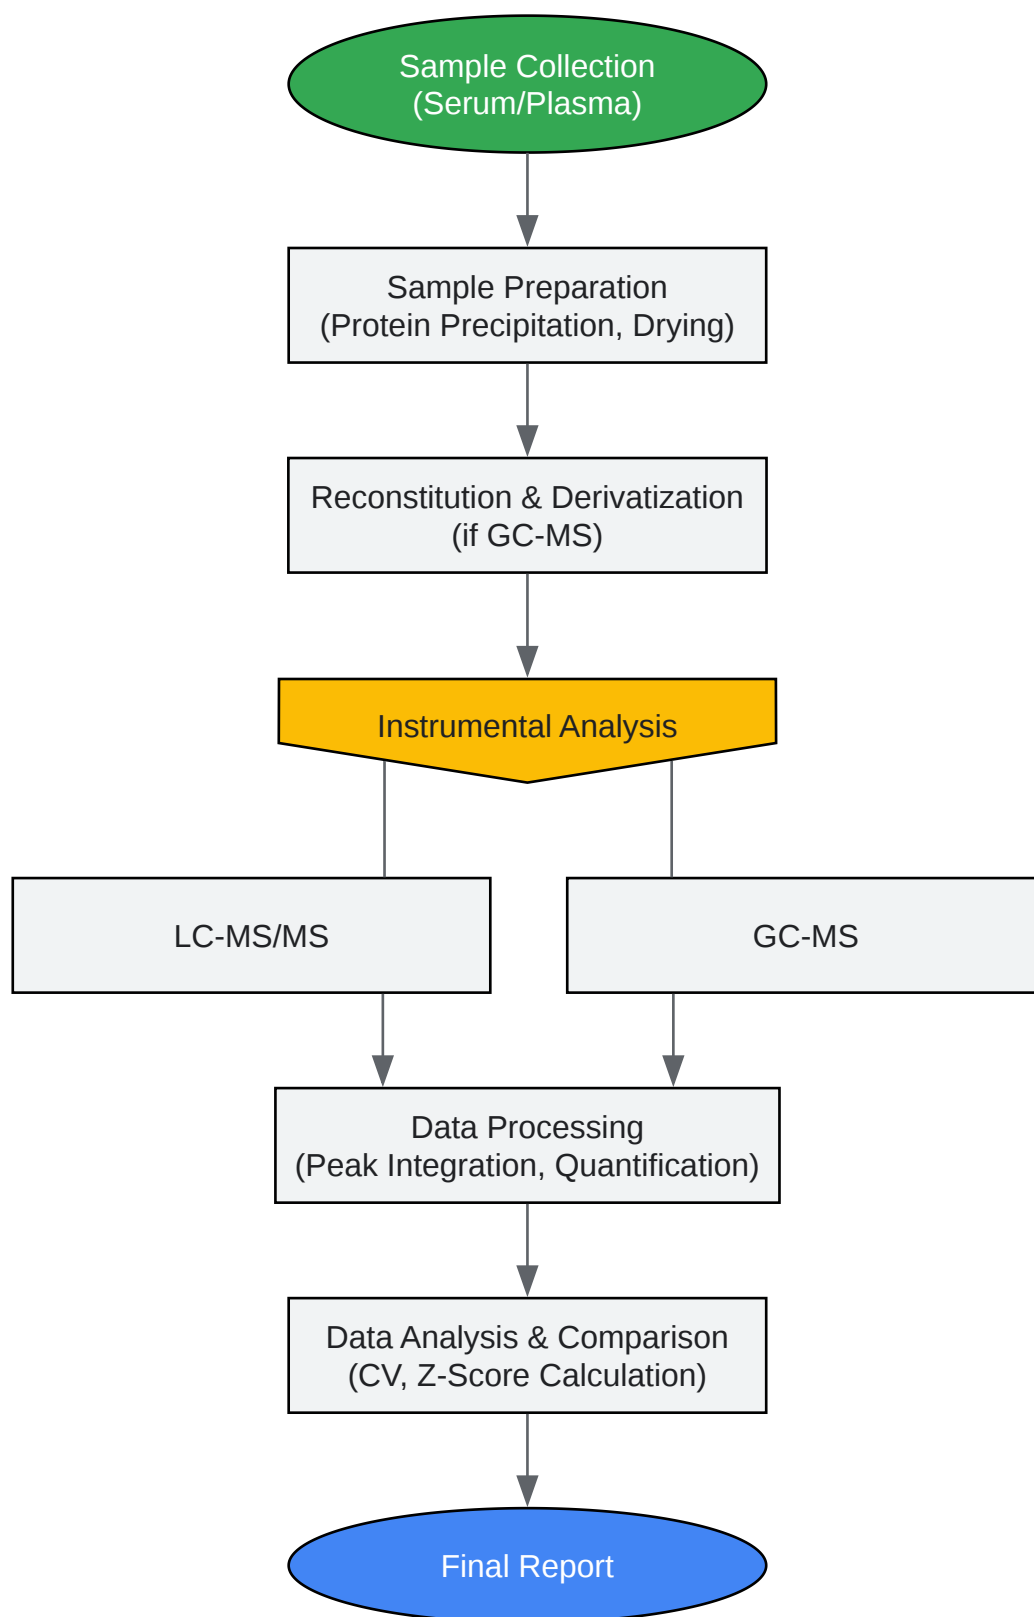 Sample Collection
(Serum/Plasma)
Sample Preparation
(Protein Precipitation, Drying)
Reconstitution & Derivatization
(if GC-MS)
Instrumental Analysis
LC-MS/MS
GC-MS
Data Processing
(Peak Integration, Quantification)
Data Analysis & Comparison
(CV, Z-Score Calculation)
Final Report